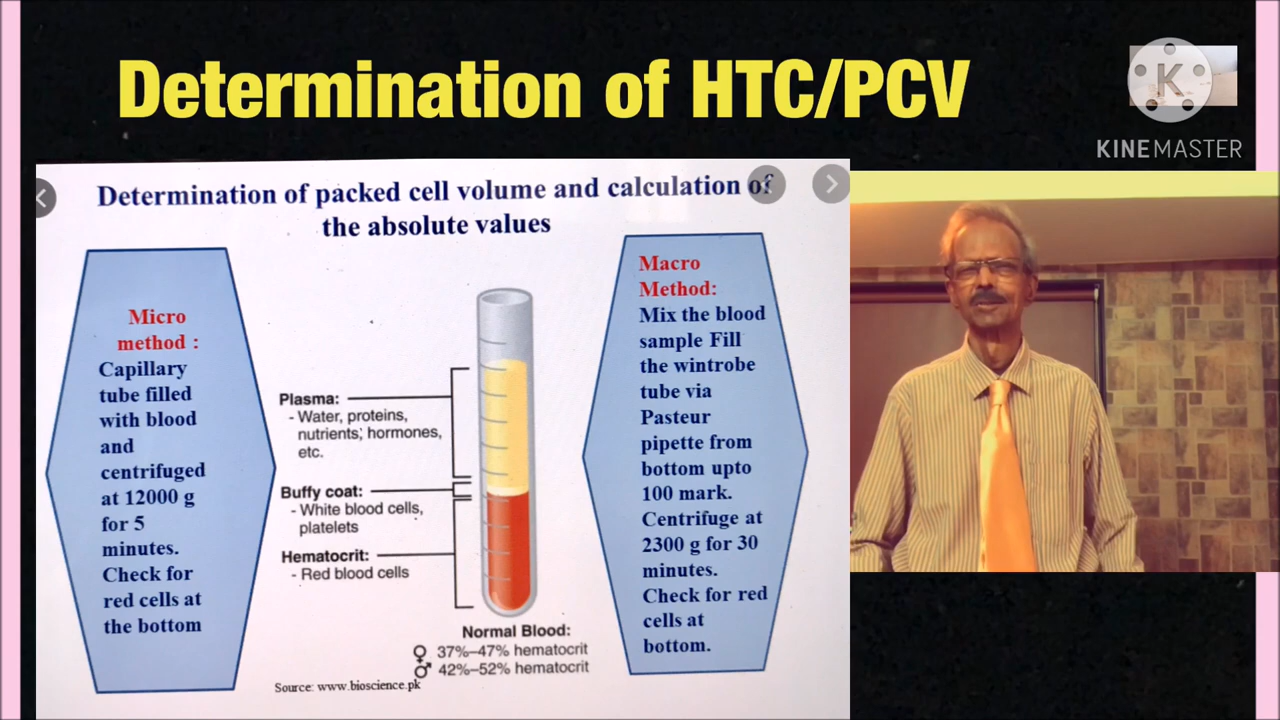 Determination of HTC/PCV
K
KINEMASTER
Determination of packed cell volume and calculation of
the absolute values
Micro
method :
Capillary
tube filled
with blood
and
centrifuged
at 12000 g
for 5
minutes.
Check for
red cells at
the bottom
Plasma:
- Water, proteins,
nutrients, hormones,
etc.
Buffy coat:
- White blood cells,
platelets
Hematocrit:
- Red blood cells
Normal Blood:
♀ 37%–47% hematocrit
♂ 42%–52% hematocrit
Source: www.bioscience.pk
Macro
Method:
Mix the blood
sample Fill
the wintrobe
tube via
Pasteur
pipette from
bottom upto
100 mark.
Centrifuge at
2300 g for 30
minutes.
Check for red
cells at
bottom.